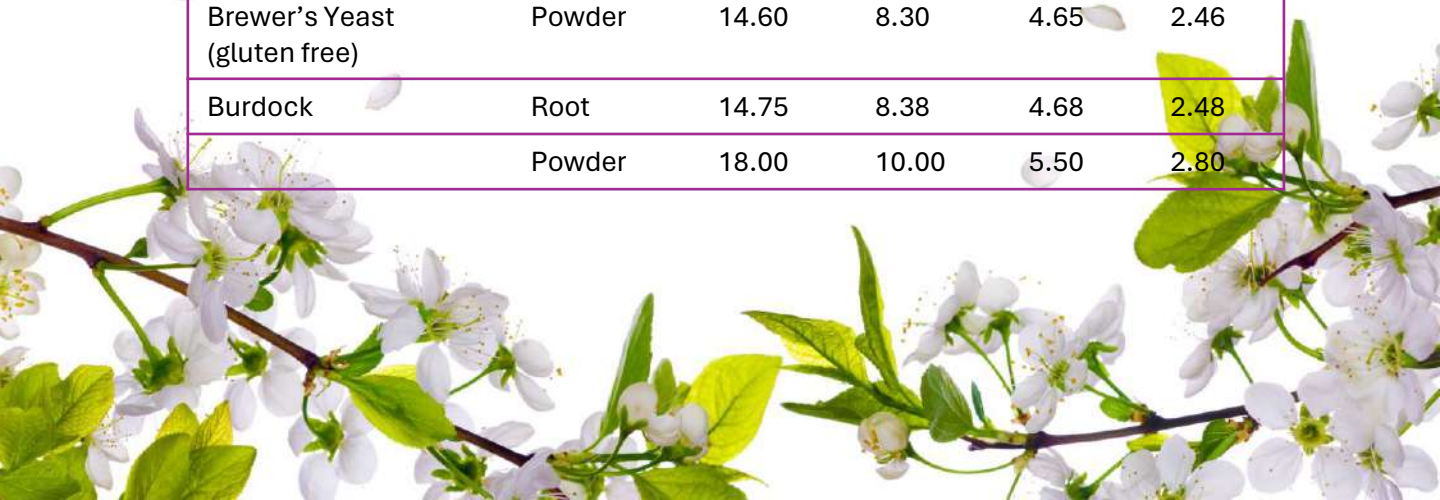 Brewer’s Yeast Powder 14.60 8.30 4.65 2.46
(gluten free)
Burdock Root 14.75 8.38 4.68 2.48
Powder 18.00 10.00 5.50 2.80